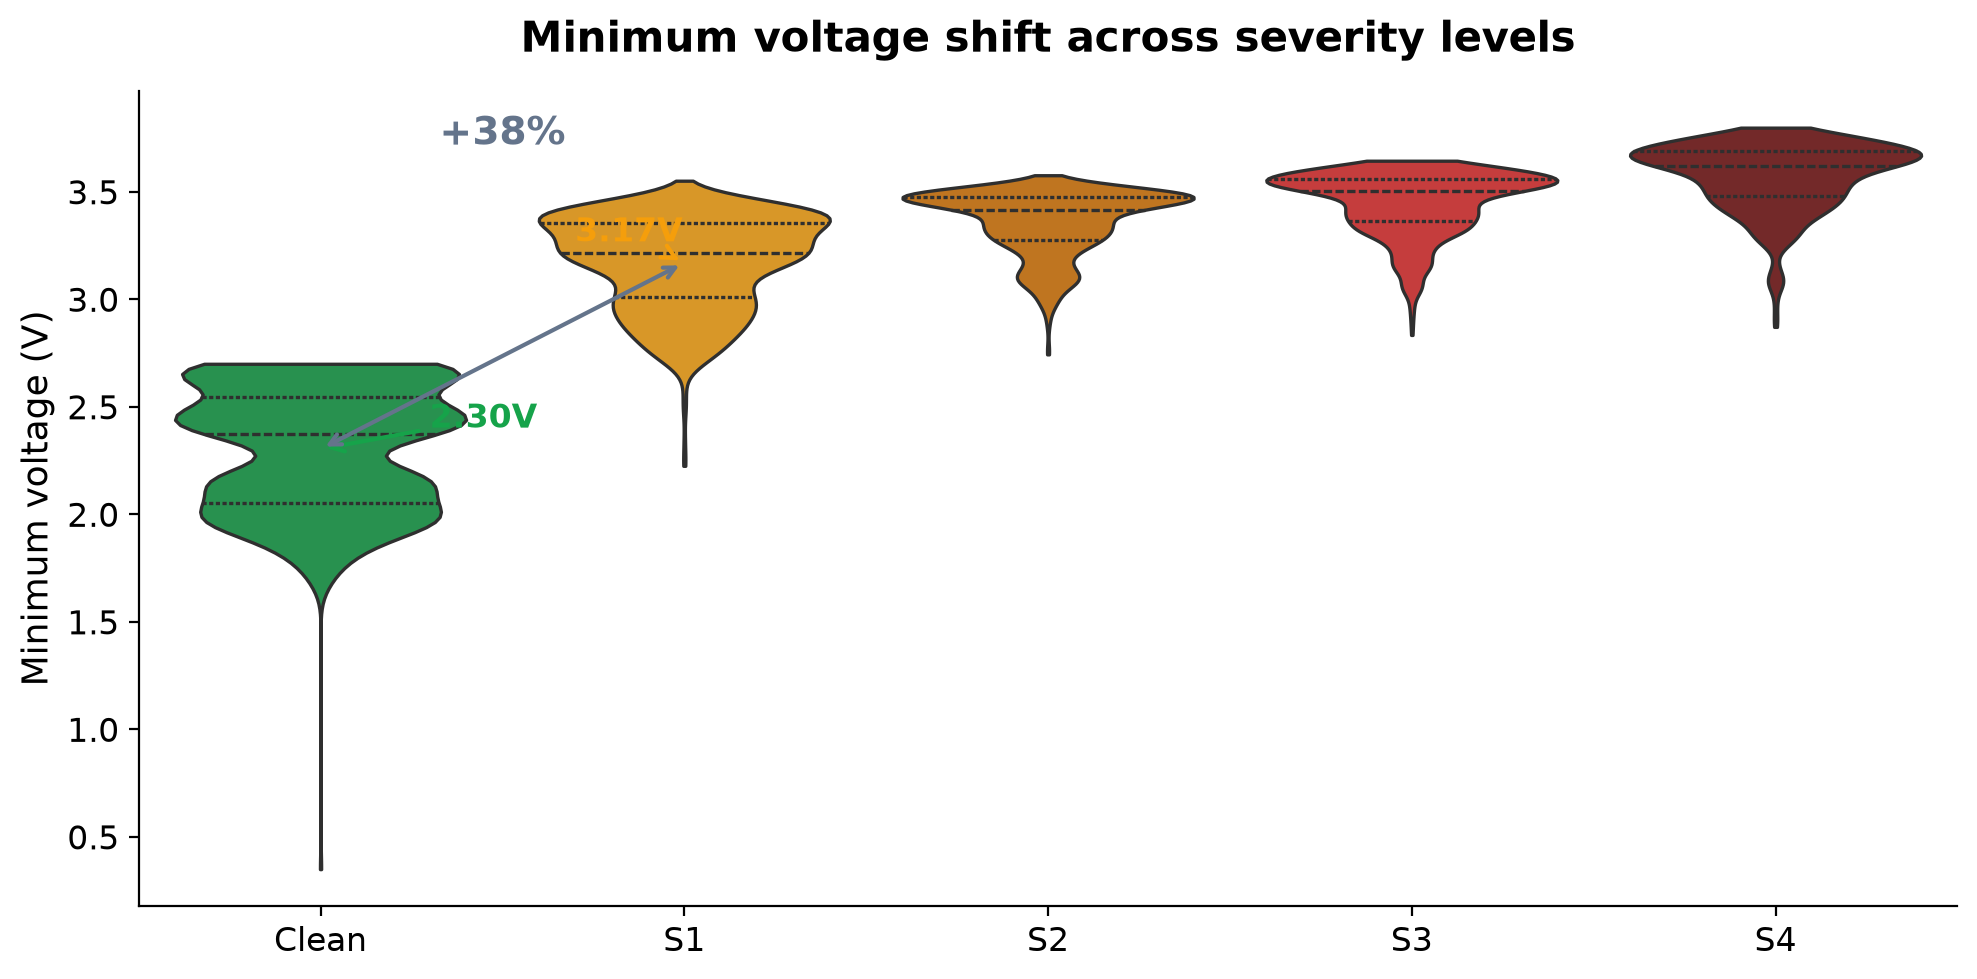 Minimum voltage shift across severity levels
+38%
3.17V
2.30V
Minimum voltage (V)
3.5
3.0
2.5
2.0
1.5
1.0
0.5
Clean
S1
S2
S3
S4